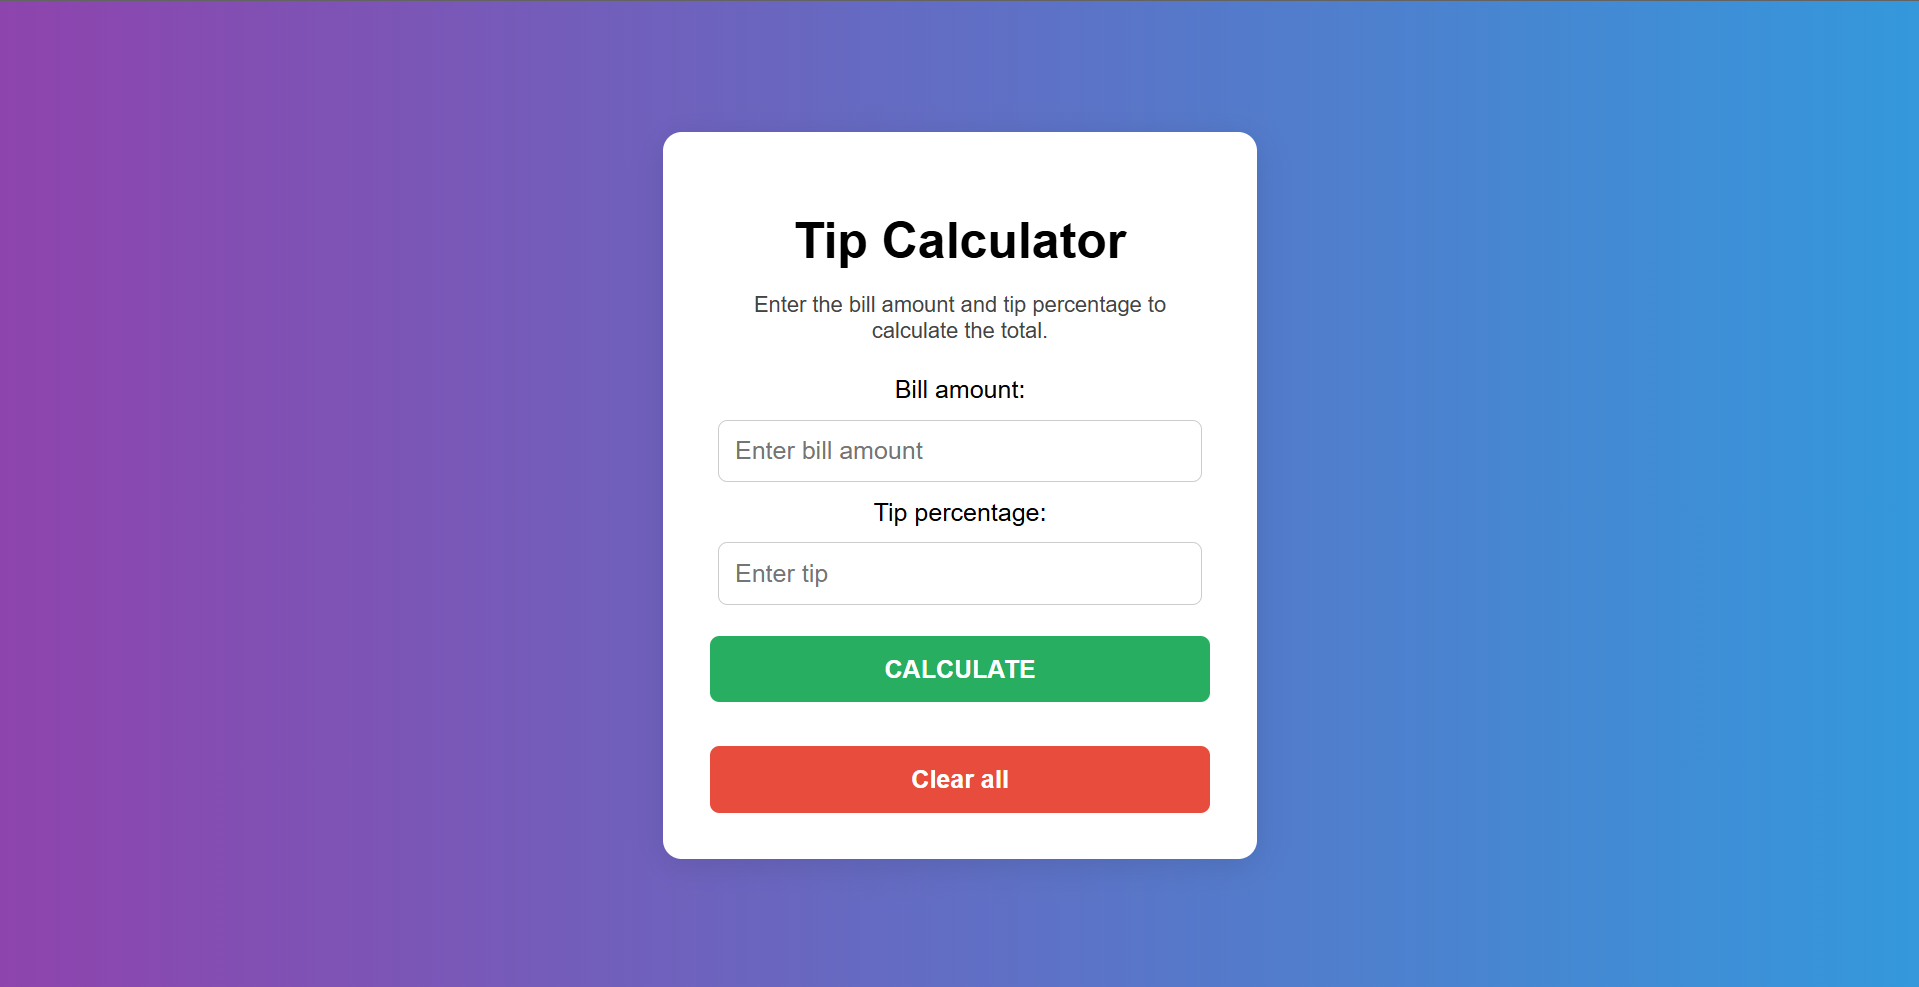 Tip Calculator
Enter the bill amount and tip percentage to
calculate the total.
Bill amount:
Enter bill amount
Tip percentage:
Enter tip
CALCULATE
Clear all